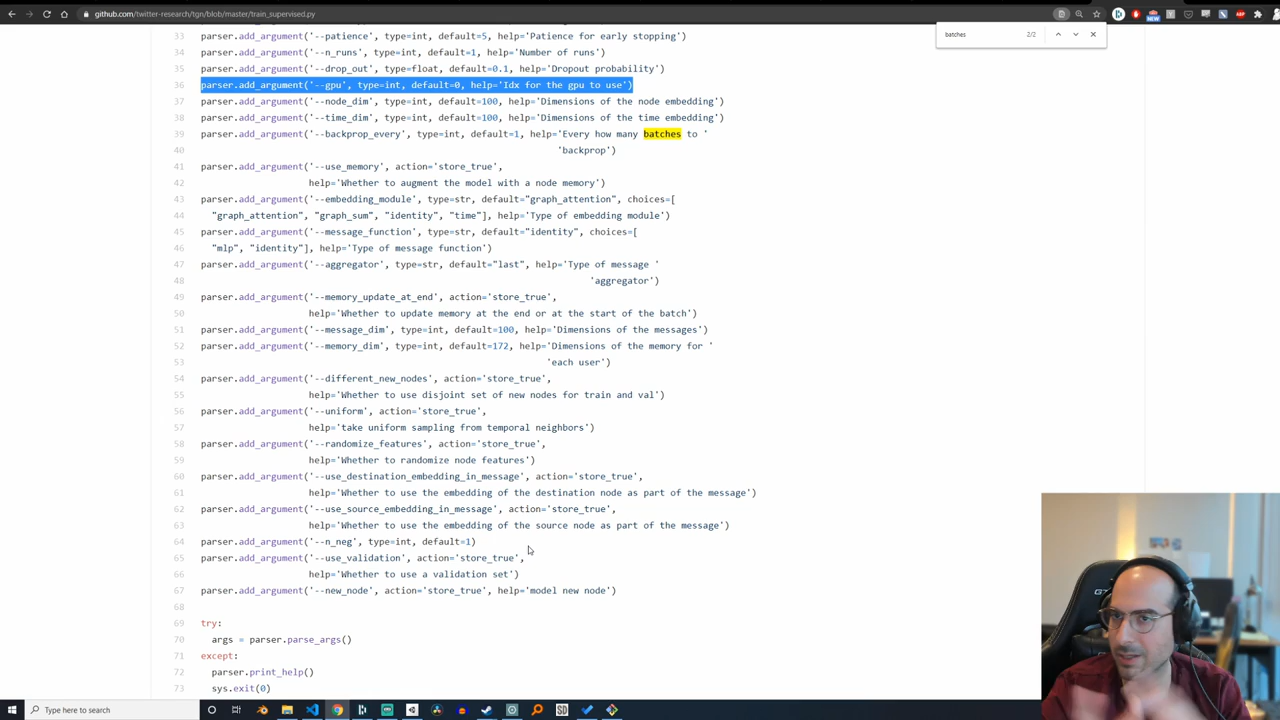 github.com/twitter-research/tgn/blob/master/train_supervised.py
batches
2/2
33 parser.add_argument('--patience', type=int, default=5, help='Patience for early stopping')
34 parser.add_argument('--n_runs', type=int, default=1, help='Number of runs')
35 parser.add_argument('--drop_out', type=float, default=0.1, help='Dropout probability')
36 parser.add_argument('--gpu', type=int, default=0, help='Idx for the gpu to use')
37 parser.add_argument('--node_dim', type=int, default=100, help='Dimensions of the node embedding')
38 parser.add_argument('--time_dim', type=int, default=100, help='Dimensions of the time embedding')
39 parser.add_argument('--backprop_every', type=int, default=1, help='Every how many batches to '
40 'backprop')
41 parser.add_argument('--use_memory', action='store_true',
42 help='Whether to augment the model with a node memory')
43 parser.add_argument('--embedding_module', type=str, default="graph_attention", choices=[
44 "graph_attention", "graph_sum", "identity", "time"], help='Type of embedding module')
45 parser.add_argument('--message_function', type=str, default="identity", choices=[
46 "mlp", "identity"], help='Type of message function')
47 parser.add_argument('--aggregator', type=str, default="last", help='Type of message '
48 'aggregator')
49 parser.add_argument('--memory_update_at_end', action='store_true',
50 help='Whether to update memory at the end or at the start of the batch')
51 parser.add_argument('--message_dim', type=int, default=100, help='Dimensions of the messages')
52 parser.add_argument('--memory_dim', type=int, default=172, help='Dimensions of the memory for '
53 'each user')
54 parser.add_argument('--different_new_nodes', action='store_true',
55 help='Whether to use disjoint set of new nodes for train and val')
56 parser.add_argument('--uniform', action='store_true',
57 help='take uniform sampling from temporal neighbors')
58 parser.add_argument('--randomize_features', action='store_true',
59 help='Whether to randomize node features')
60 parser.add_argument('--use_destination_embedding_in_message', action='store_true',
61 help='Whether to use the embedding of the destination node as part of the message')
62 parser.add_argument('--use_source_embedding_in_message', action='store_true',
63 help='Whether to use the embedding of the source node as part of the message')
64 parser.add_argument('--n_neg', type=int, default=1)
65 parser.add_argument('--use_validation', action='store_true',
66 help='Whether to use a validation set')
67 parser.add_argument('--new_node', action='store_true', help='model new node')
68
69 try:
70 args = parser.parse_args()
71 except:
72 parser.print_help()
73 sys.exit(0)
Type here to search